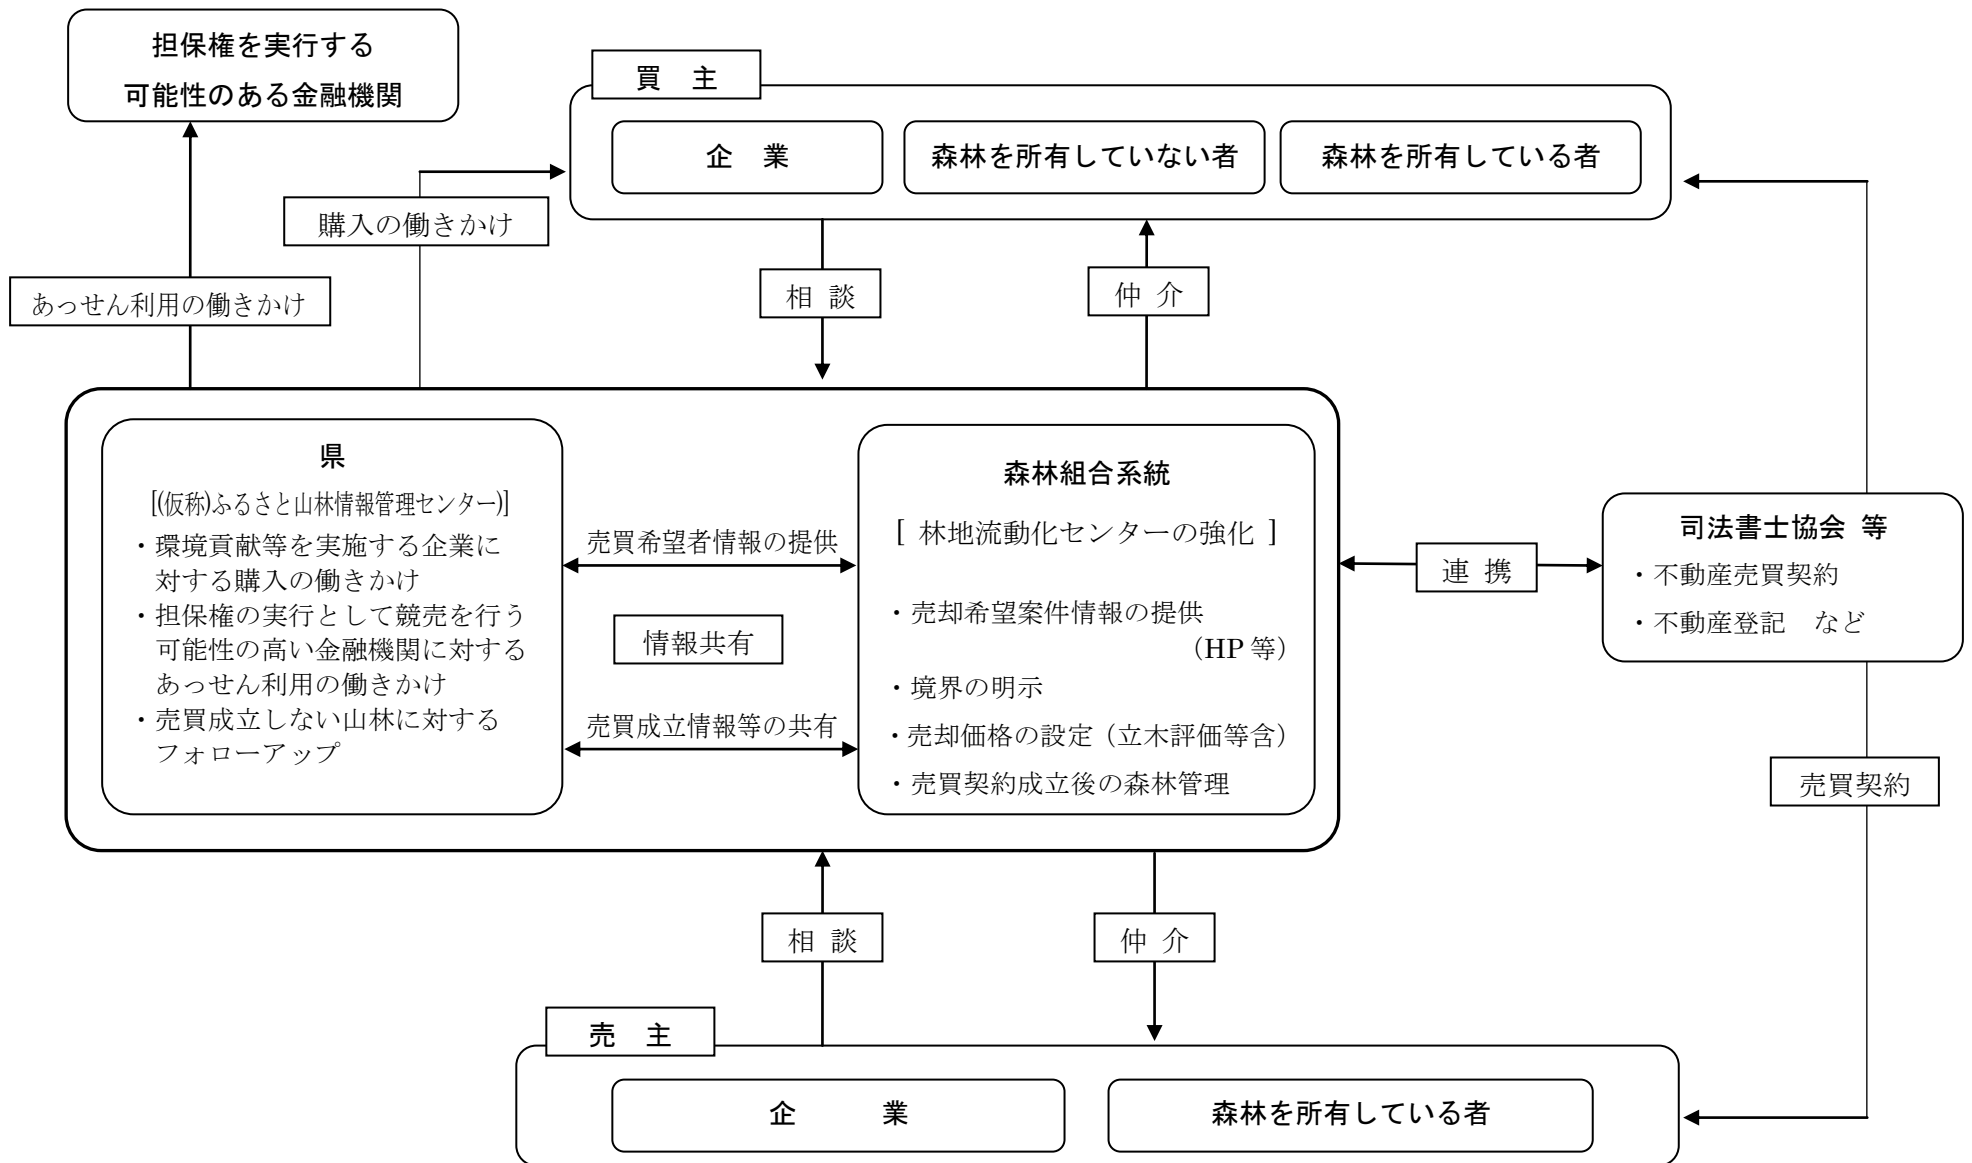 担保権を実行する
可能性のある金融機関
買 主
企 業
森林を所有していない者
森林を所有している者
購入の働きかけ
あっせん利用の働きかけ
相 談
仲 介
県
[(仮称)ふるさと山林情報管理センター)]
・環境貢献等を実施する企業に
対する購入の働きかけ
・担保権の実行として競売を行う
可能性の高い金融機関に対する
あっせん利用の働きかけ
・売買成立しない山林に対する
フォローアップ
売買希望者情報の提供
情報共有
売買成立情報等の共有
森林組合系統
[ 林地流動化センターの強化 ]
・売却希望案件情報の提供
（HP 等）
・境界の明示
・売却価格の設定（立木評価等含）
・売買契約成立後の森林管理
連 携
司法書士協会 等
・不動産売買契約
・不動産登記 など
売買契約
相 談
仲 介
売 主
企 業
森林を所有している者